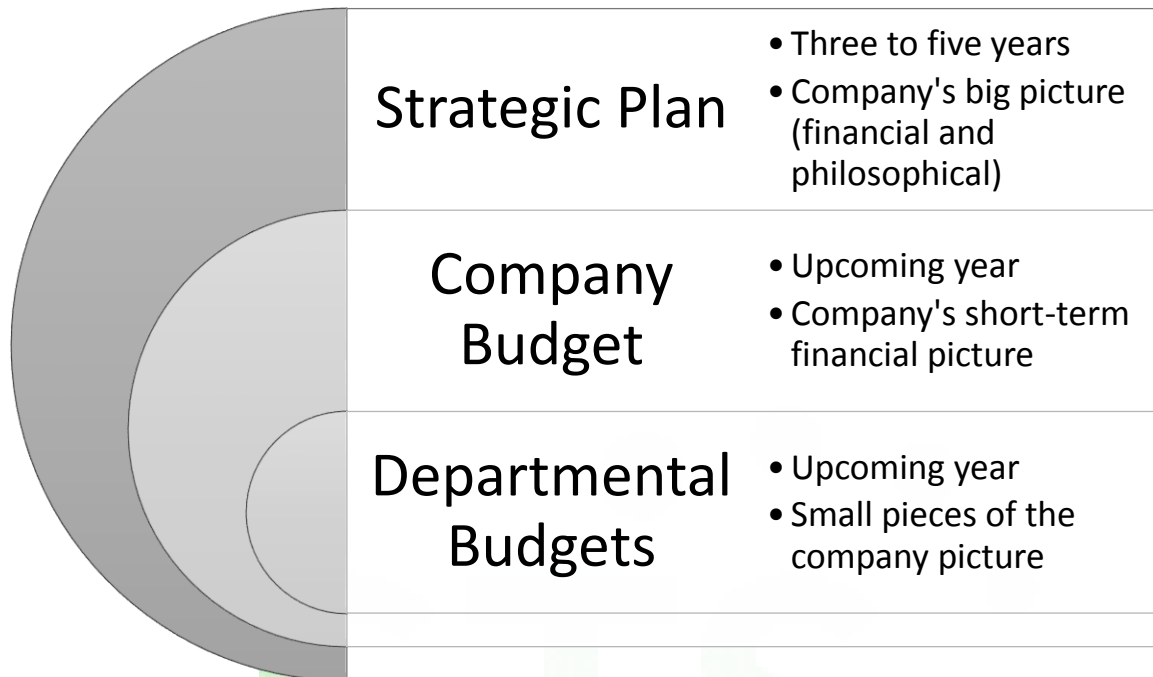 Strategic Plan
• Three to five years
• Company's big picture
(financial and
philosophical)
Company
Budget
• Upcoming year
• Company's short-term
financial picture
Departmental
Budgets
• Upcoming year
• Small pieces of the
company picture